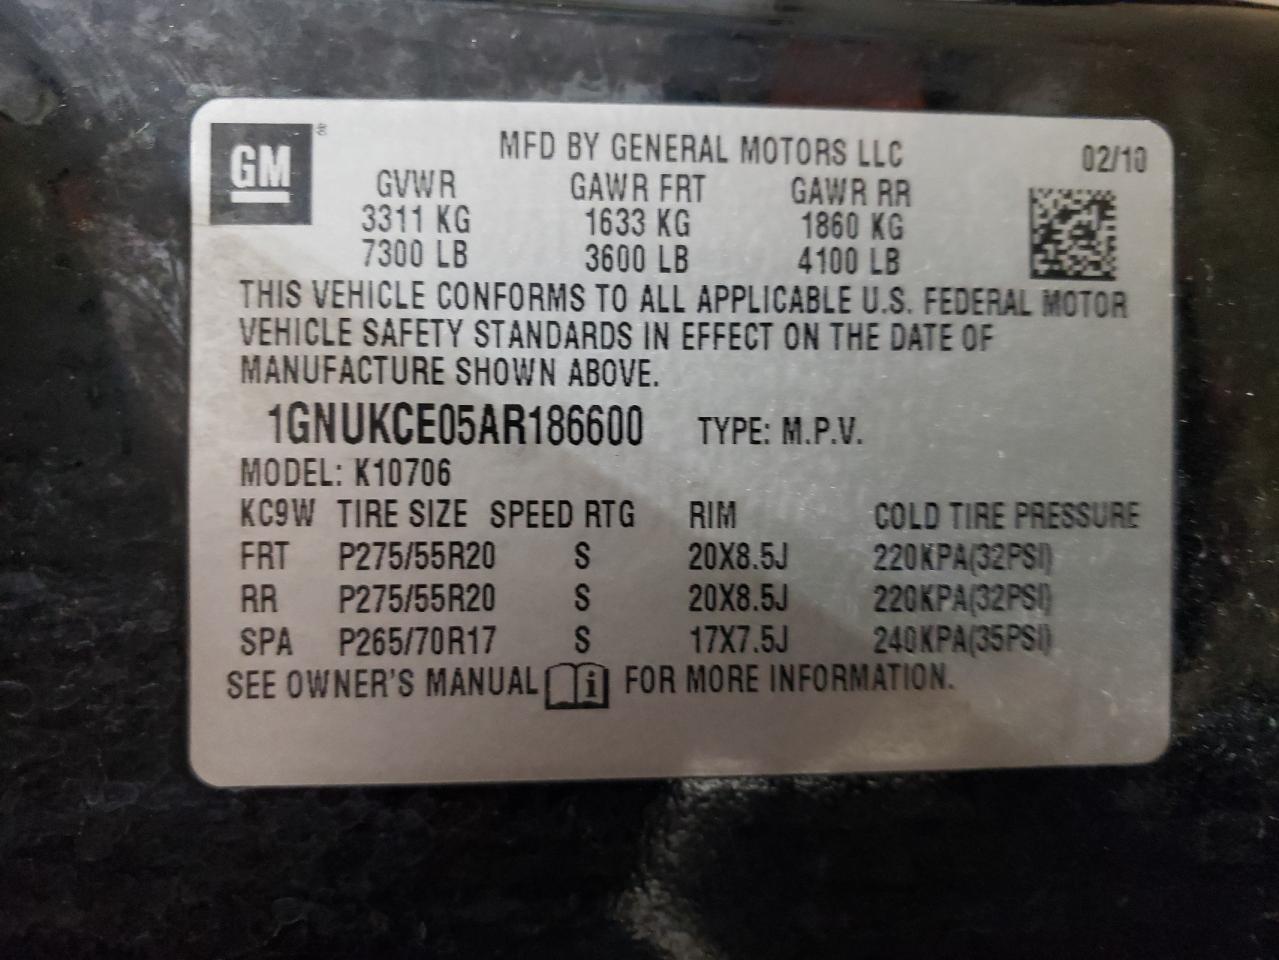 GM
MFD BY GENERAL MOTORS LLC 02/10
GVWR GAWR FRT GAWR RR
3311 KG 1633 KG 1860 KG
7300 LB 3600 LB 4100 LB
THIS VEHICLE CONFORMS TO ALL APPLICABLE U.S. FEDERAL MOTOR
VEHICLE SAFETY STANDARDS IN EFFECT ON THE DATE OF
MANUFACTURE SHOWN ABOVE.
1GNUKCE05AR186600 TYPE: M.P.V.
MODEL: K10706
KC9W TIRE SIZE SPEED RTG RIM COLD TIRE PRESSURE
FRT P275/55R20 S 20X8.5J 220KPA(32PSI)
RR P275/55R20 S 20X8.5J 220KPA(32PSI)
SPA P265/70R17 S 17X7.5J 240KPA(35PSI)
SEE OWNER'S MANUAL i FOR MORE INFORMATION.